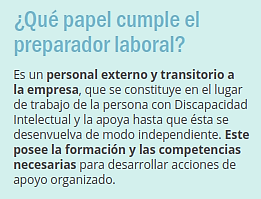 ¿Qué papel cumple el
preparador laboral?
Es un personal externo y transitorio a
la empresa, que se constituye en el lugar
de trabajo de la persona con Discapacidad
Intelectual y la apoya hasta que ésta se
desenvuelva de modo independiente. Este
posee la formación y las competencias
necesarias para desarrollar acciones de
apoyo organizado.